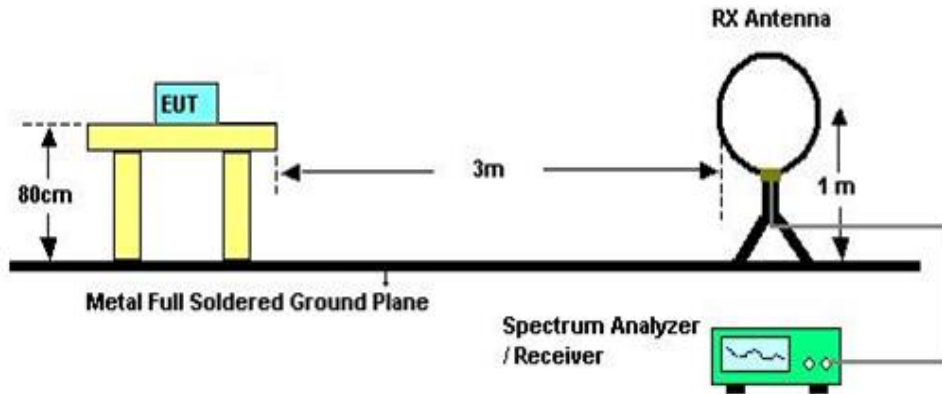 RX Antenna
EUT
3m
80cm
1 m
Metal Full Soldered Ground Plane
Spectrum Analyzer
/ Receiver